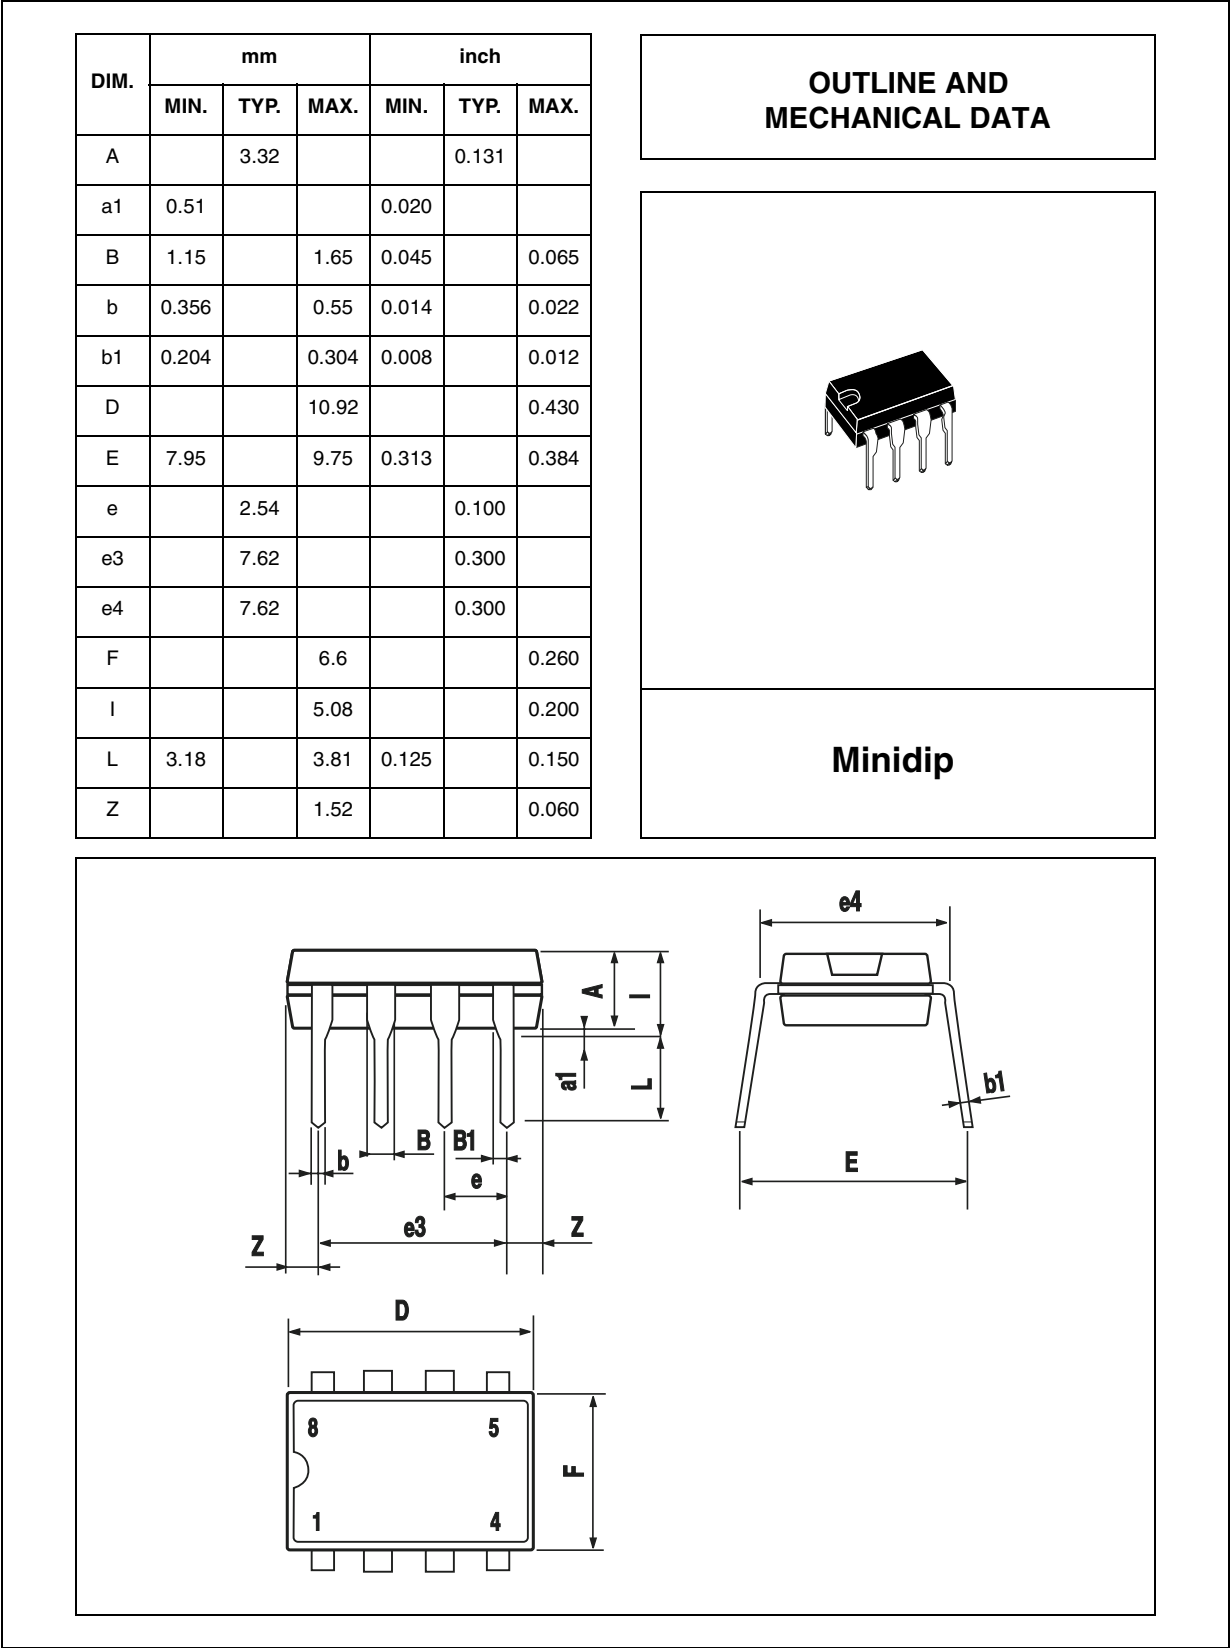 DIM. mm inch
MIN. TYP. MAX. MIN. TYP. MAX.
A 3.32 0.131
a1 0.51 0.020
B 1.15 1.65 0.045 0.065
b 0.356 0.55 0.014 0.022
b1 0.204 0.304 0.008 0.012
D 10.92 0.430
E 7.95 9.75 0.313 0.384
e 2.54 0.100
e3 7.62 0.300
e4 7.62 0.300
F 6.6 0.260
I 5.08 0.200
L 3.18 3.81 0.125 0.150
Z 1.52 0.060
OUTLINE AND
MECHANICAL DATA
Minidip
A I
a1 L
b B B1
e
e3
Z Z
e4
b1
E
D
8 5
F
1 4